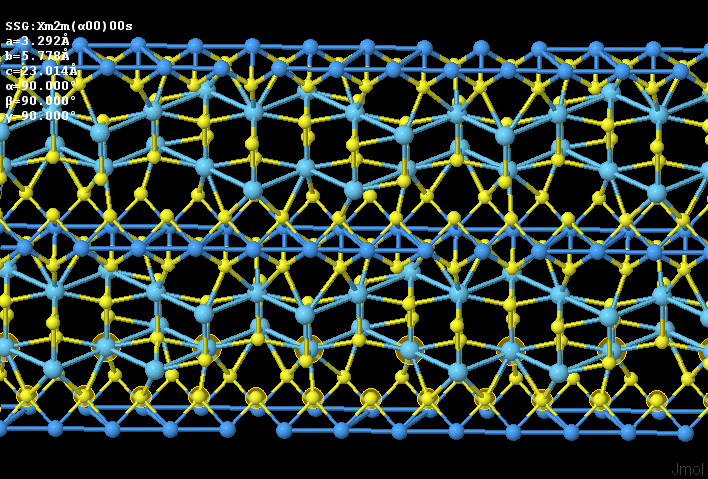 SSG:Xm2m(α00)00s
a=3.292Å
b=5.778Å
c=23.014Å
α=90.000°
β=90.000°
γ=90.000°
Jmol